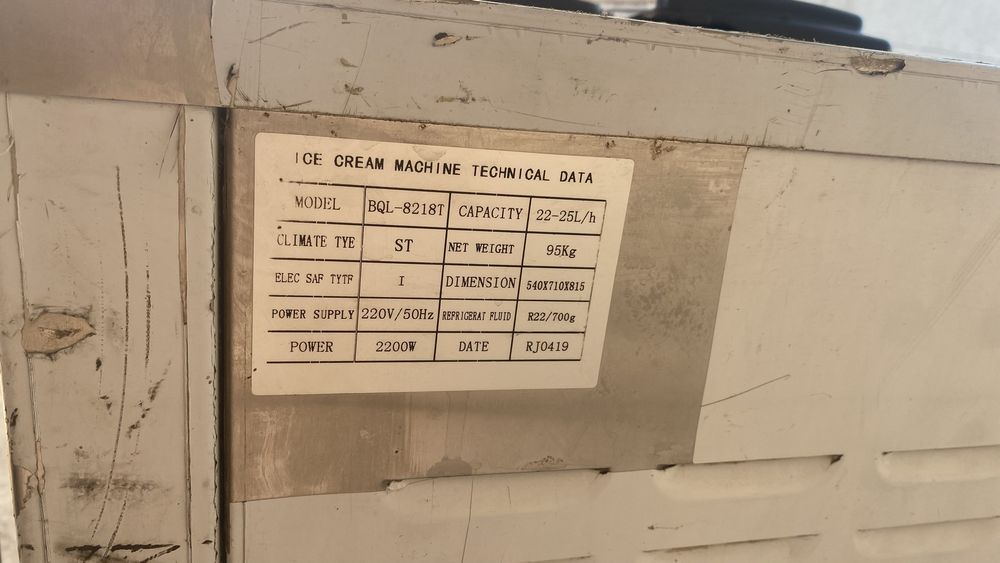 ICE CREAM MACHINE TECHNICAL DATA
MODEL BQL-8218T CAPACITY 22-25L/h
CLIMATE TYE ST NET WEIGHT 95Kg
ELEC SAF TYTF I DIMENSION 540X710X815
POWER SUPPLY 220V/50Hz REFRIGERAT FLUID R22/700g
POWER 2200W DATE RJ0419